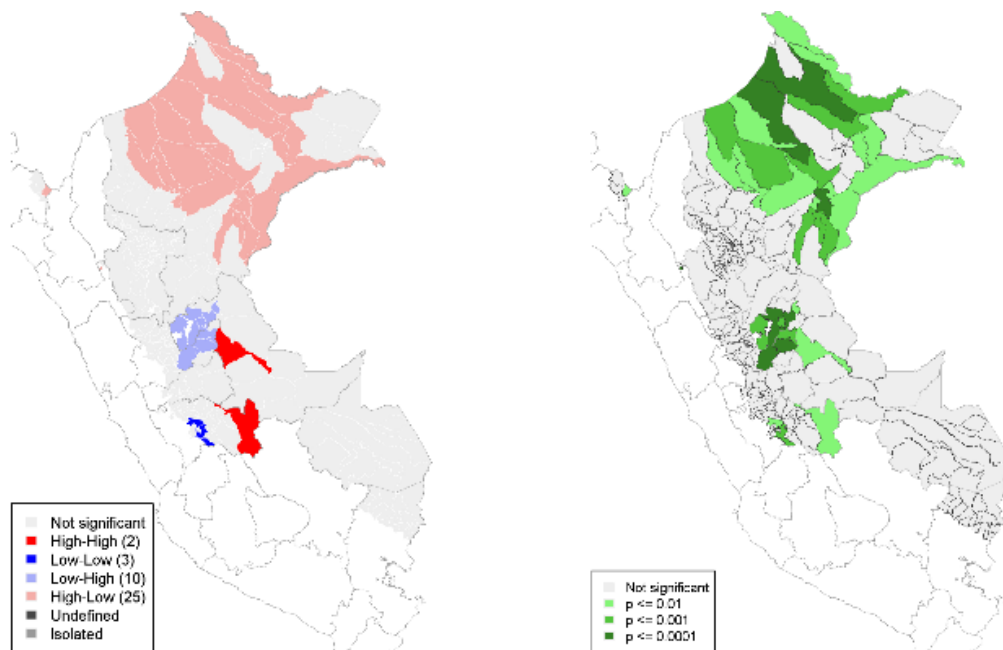 Not significant
High-High (2)
Low-Low (3)
Low-High (10)
High-Low (25)
Undefined
Isolated
Not significant
p <= 0.01
p <= 0.001
p <= 0.0001